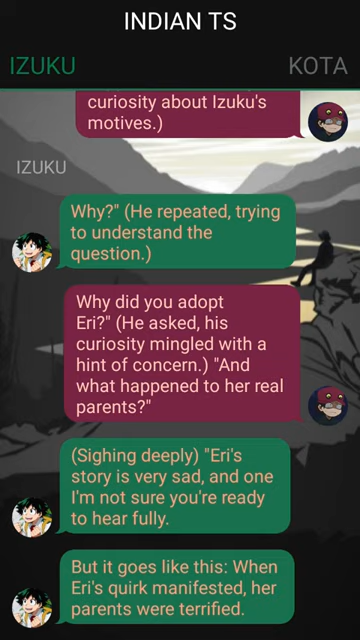 INDIAN TS
IZUKU
KOTA
curiosity about Izuku's
motives.)
IZUKU
Why?" (He repeated, trying
to understand the
question.)
Why did you adopt
Eri?" (He asked, his
curiosity mingled with a
hint of concern.) "And
what happened to her real
parents?"
(Sighing deeply) "Eri's
story is very sad, and one
I'm not sure you're ready
to hear fully.
But it goes like this: When
Eri's quirk manifested, her
parents were terrified.